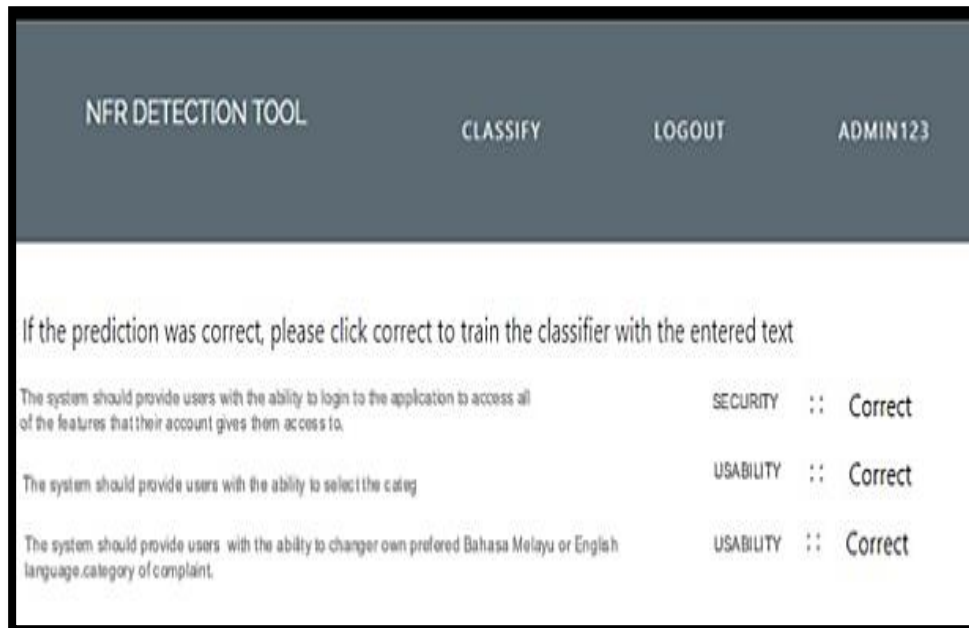 NFR DETECTION TOOL
CLASSIFY LOGOUT ADMIN123
If the prediction was correct, please click correct to train the classifier with the entered text
The system should provide users with the ability to login to the application to access all
of the features that their account gives them access to.
SECURITY :: Correct
The system should provide users with the ability to select the categ
USABILITY :: Correct
The system should provide users with the ability to changer own prefered Bahasa Melayu or English
language.category of complaint.
USABILITY :: Correct